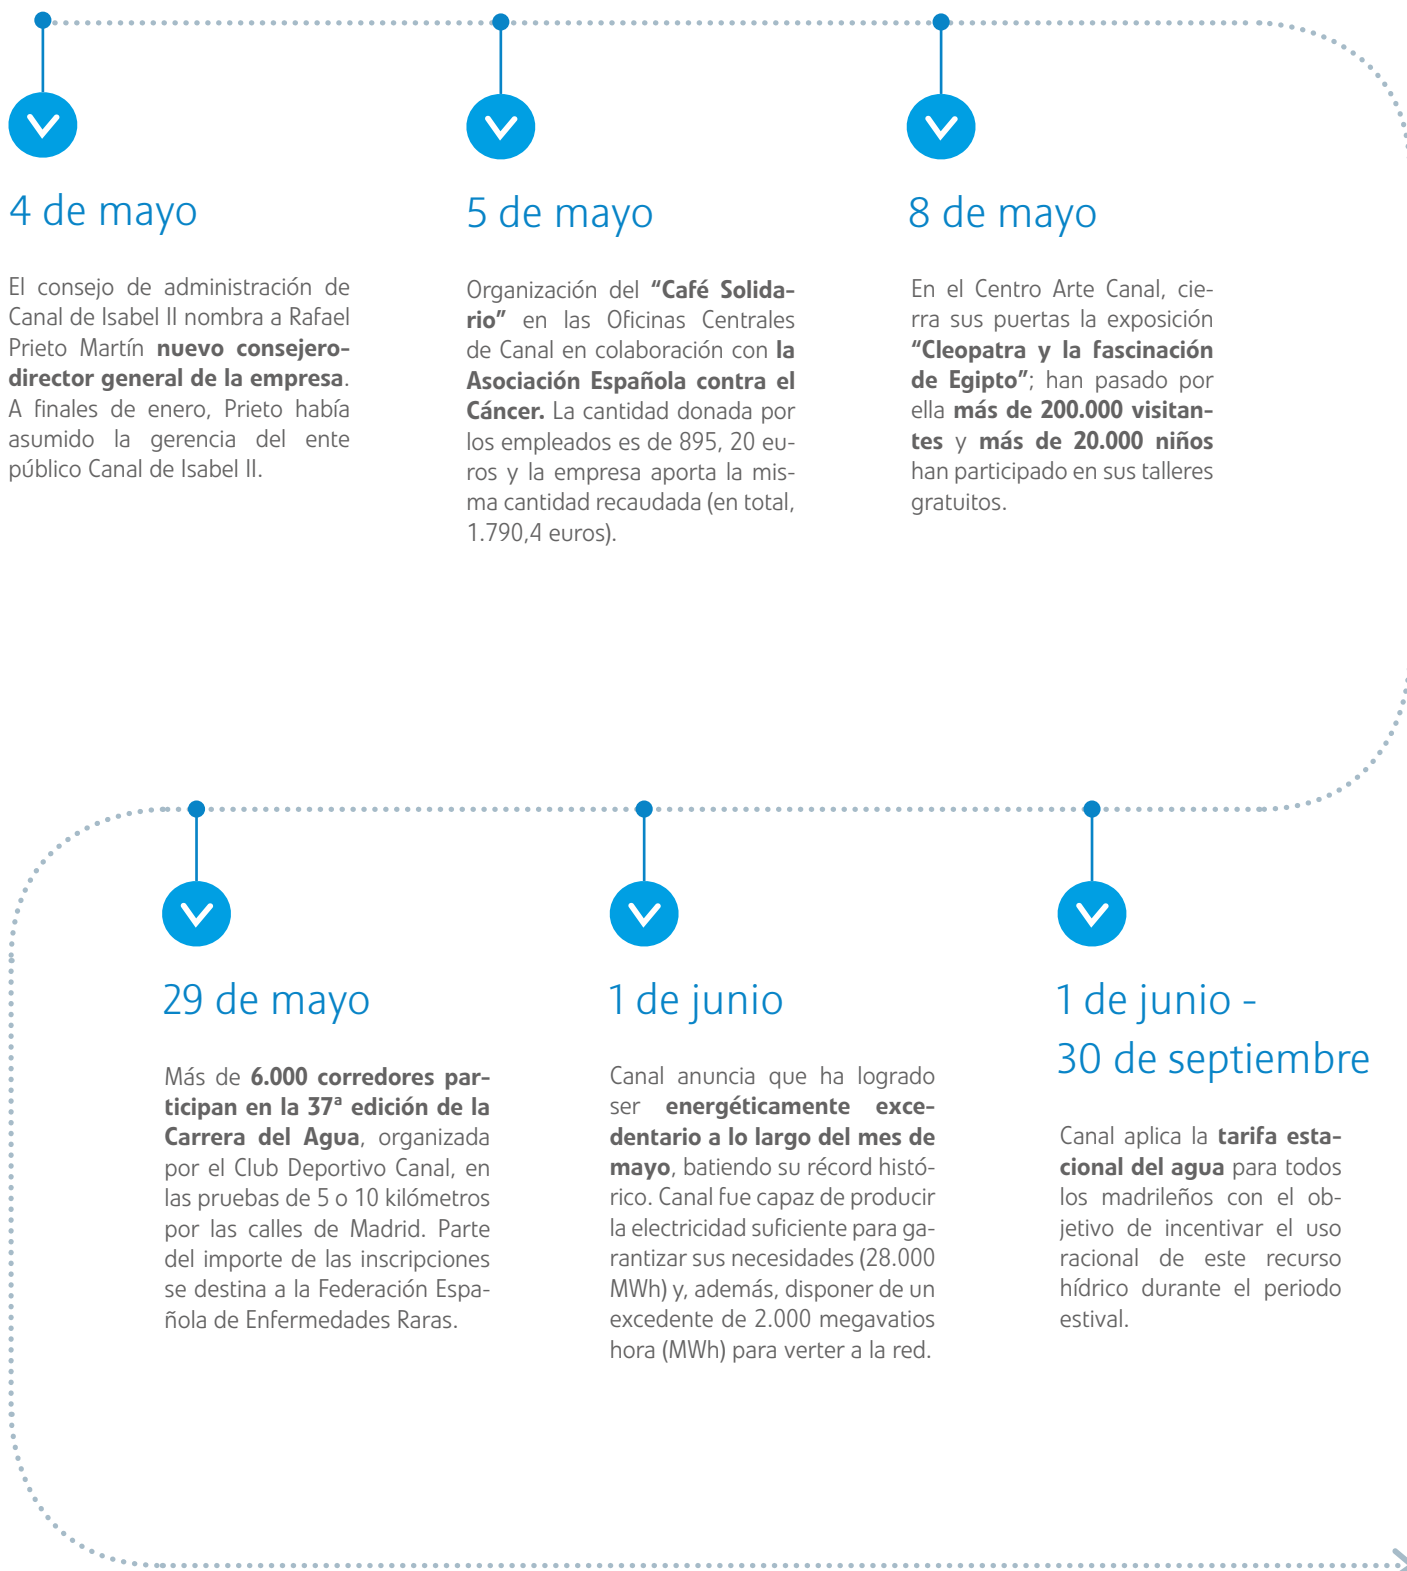 4 de mayo
El consejo de administración de
Canal de Isabel II nombra a Rafael
Prieto Martín nuevo consejero-
director general de la empresa.
A finales de enero, Prieto había
asumido la gerencia del ente
público Canal de Isabel II.
5 de mayo
Organización del “Café Solida-
rio” en las Oficinas Centrales
de Canal en colaboración con la
Asociación Española contra el
Cáncer. La cantidad donada por
los empleados es de 895, 20 eu-
ros y la empresa aporta la mis-
ma cantidad recaudada (en total,
1.790,4 euros).
8 de mayo
En el Centro Arte Canal, cie-
rra sus puertas la exposición
“Cleopatra y la fascinación
de Egipto”; han pasado por
ella más de 200.000 visitan-
tes y más de 20.000 niños
han participado en sus talleres
gratuitos.
29 de mayo
Más de 6.000 corredores par-
ticipan en la 37ª edición de la
Carrera del Agua, organizada
por el Club Deportivo Canal, en
las pruebas de 5 o 10 kilómetros
por las calles de Madrid. Parte
del importe de las inscripciones
se destina a la Federación Espa-
ñola de Enfermedades Raras.
1 de junio
Canal anuncia que ha logrado
ser energéticamente exce-
dentario a lo largo del mes de
mayo, batiendo su récord histó-
rico. Canal fue capaz de producir
la electricidad suficiente para ga-
rantizar sus necesidades (28.000
MWh) y, además, disponer de un
excedente de 2.000 megavatios
hora (MWh) para verter a la red.
1 de junio -
30 de septiembre
Canal aplica la tarifa esta-
cional del agua para todos
los madrileños con el ob-
jetivo de incentivar el uso
racional de este recurso
hídrico durante el periodo
estival.